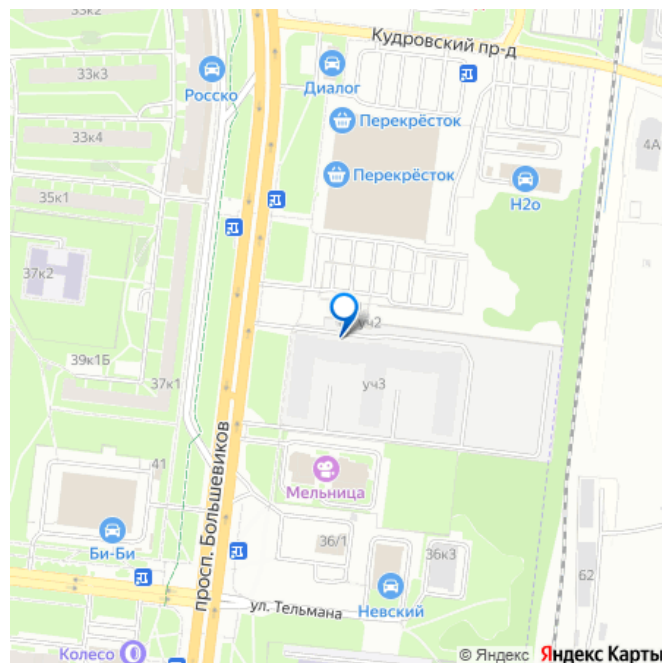 33к2
Кудровский пр-д
33к3
Росско
Диалог
Перекрёсток
33к4
4А
Перекрёсток
35к1
Н2о
37к2
уч2
39к1Б
37к1
уч3
просп. Большевиков
41
Мельница
Би-Би
36/1
36к3
62
ул. Тельмана
Невский
Колесо
© Яндекс Яндекс Карты